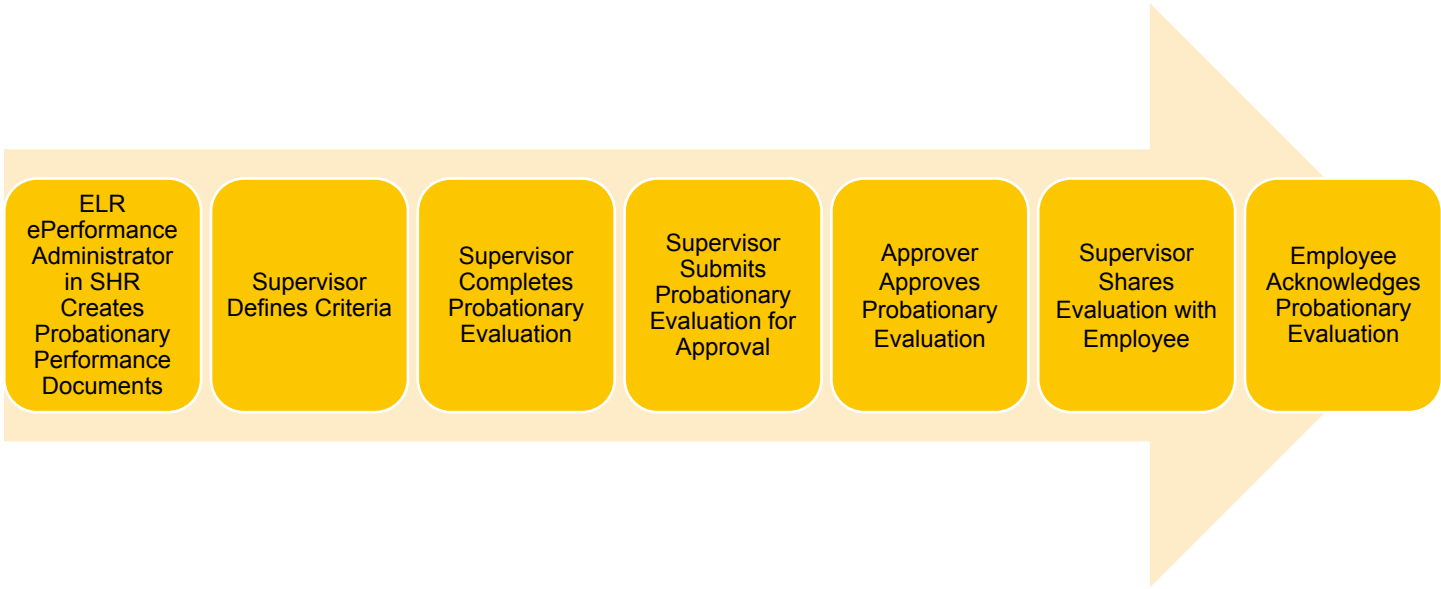 ELR
ePerformance
Administrator
in SHR
Creates
Probationary
Performance
Documents
Supervisor
Defines Criteria
Supervisor
Completes
Probationary
Evaluation
Supervisor
Submits
Probationary
Evaluation for
Approval
Approver
Approves
Probationary
Evaluation
Supervisor
Shares
Evaluation with
Employee
Employee
Acknowledges
Probationary
Evaluation